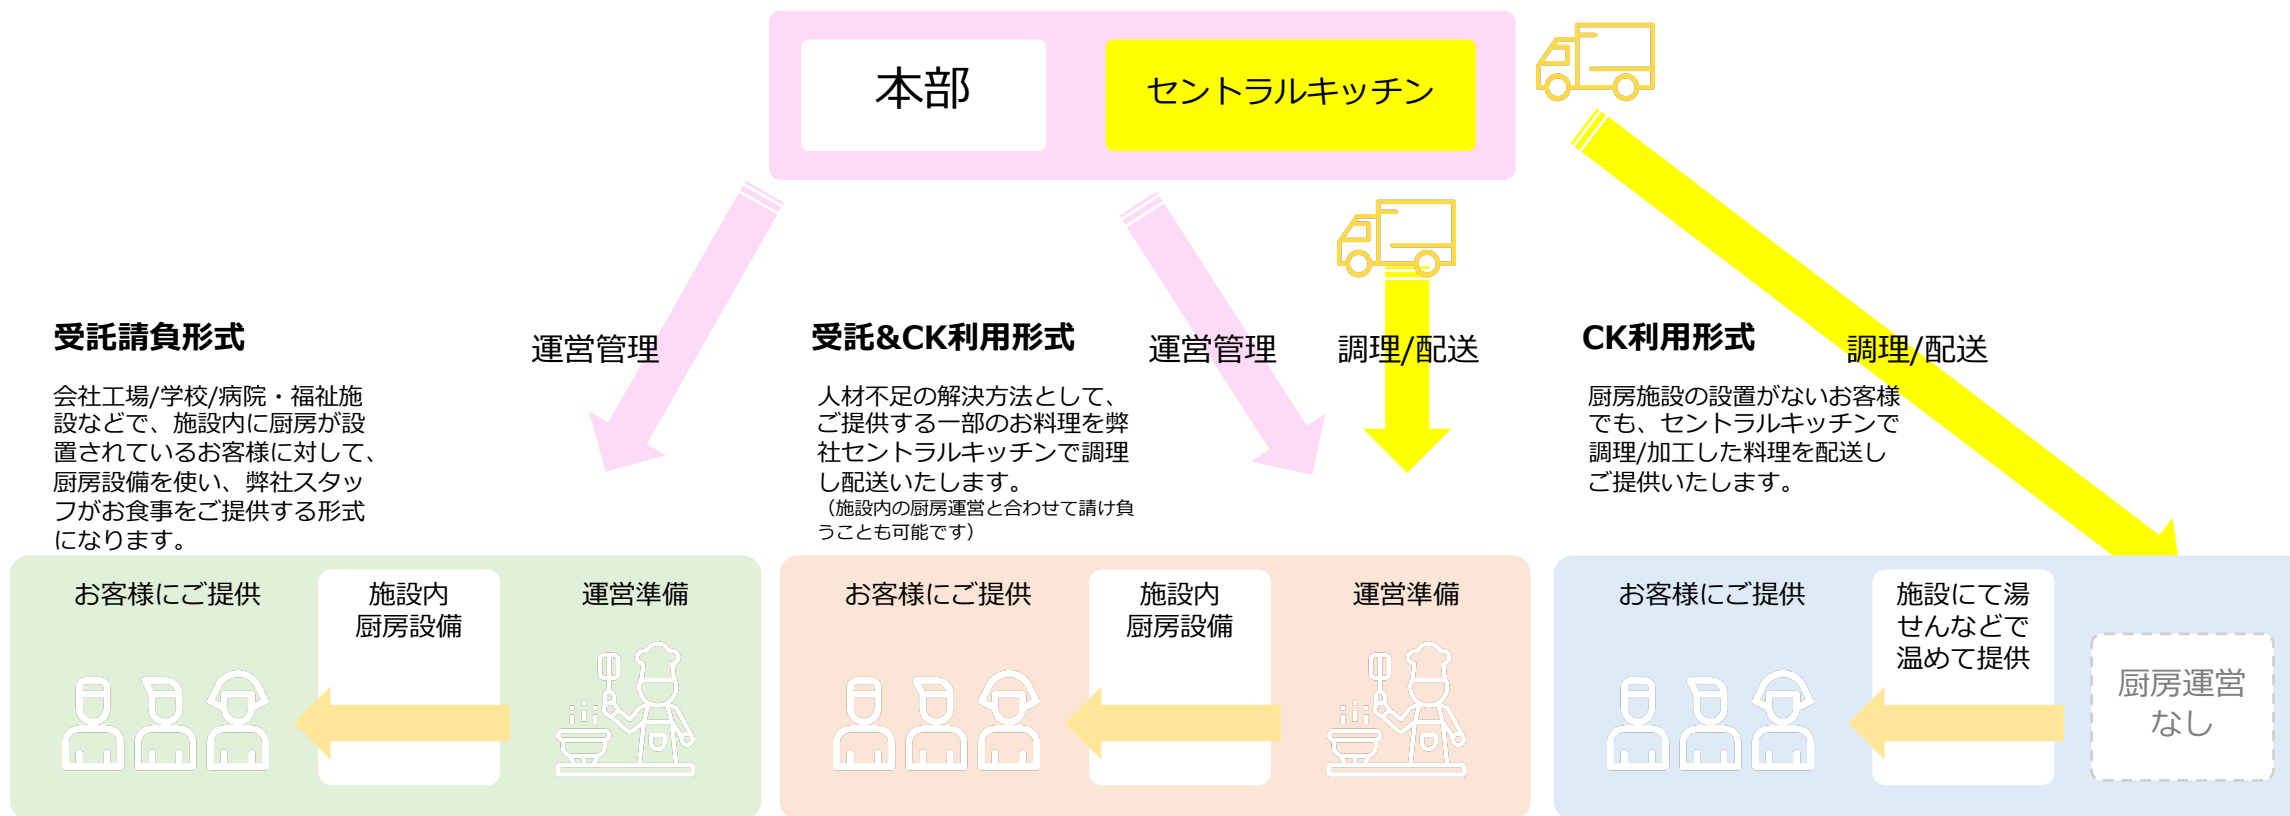 本部
セントラルキッチン
受託請負形式
運営管理
会社工場/学校/病院・福祉施
設などで、施設内に厨房が設
置されているお客様に対して、
厨房設備を使い、弊社スタッ
フがお食事をご提供する形式
になります。
お客様にご提供
施設内
厨房設備
運営準備
受託&CK利用形式
運営管理
調理/配送
人材不足の解決方法として、
ご提供する一部のお料理を弊
社セントラルキッチンで調理
し配送いたします。
（施設内の厨房運営と合わせて請け負
うことも可能です）
お客様にご提供
施設内
厨房設備
運営準備
CK利用形式
調理/配送
厨房施設の設置がないお客様
でも、セントラルキッチンで
調理/加工した料理を配送し
ご提供いたします。
お客様にご提供
施設にて湯
せんなどで
温めて提供
厨房運営
なし